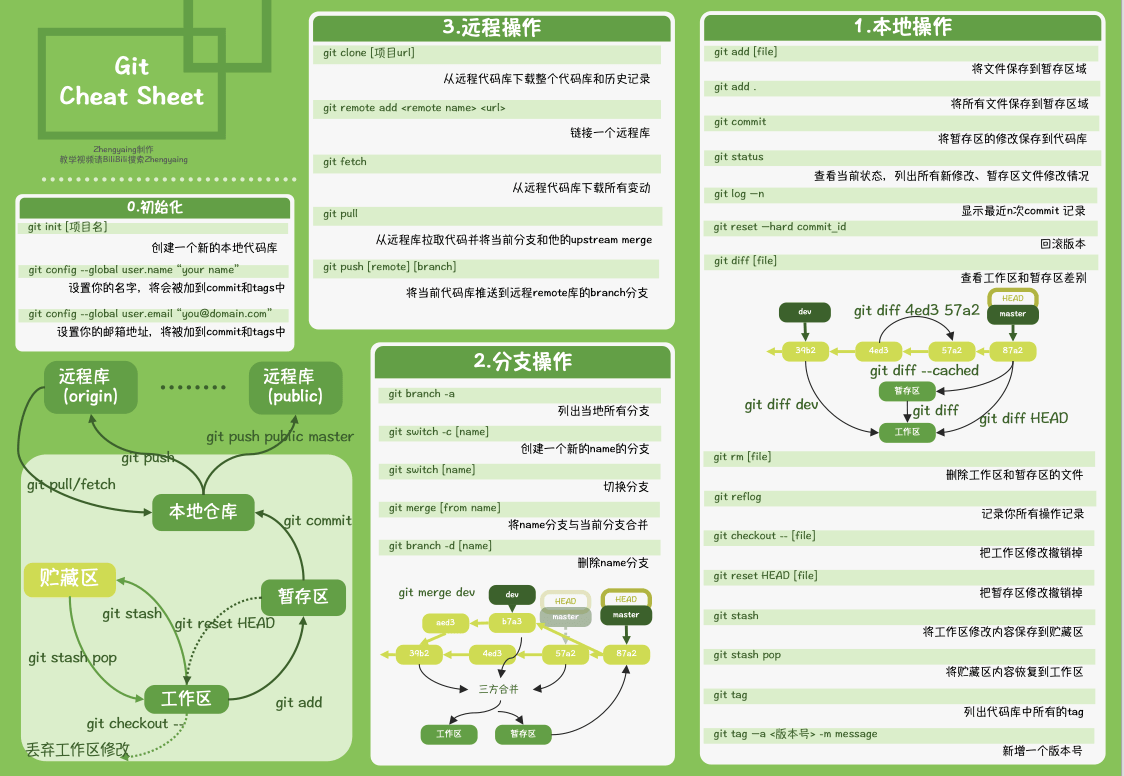 Git
Cheat Sheet
Zhengyaing制作
教学视频请BiliBili搜索Zhengyaing
0.初始化
git init [项目名]
创建一个新的本地代码库
git config --global user.name “your name”
设置你的名字，将会被加到commit和tags中
git config --global user.email “you@domain.com”
设置你的邮箱地址，将被加到commit和tags中
远程库
(origin)
远程库
(public)
git push public master
git push
git pull/fetch
本地仓库
git commit
贮藏区
暂存区
git stash
git reset HEAD
git stash pop
工作区
git add
git checkout --
丢弃工作区修改
3.远程操作
git clone [项目url]
从远程代码库下载整个代码库和历史记录
git remote add <remote name> <url>
链接一个远程库
git fetch
从远程代码库下载所有变动
git pull
从远程库拉取代码并将当前分支和他的upstream merge
git push [remote] [branch]
将当前代码库推送到远程remote库的branch分支
2.分支操作
git branch -a
列出当地所有分支
git switch -c [name]
创建一个新的name的分支
git switch [name]
切换分支
git merge [from name]
将name分支与当前分支合并
git branch -d [name]
删除name分支
git merge dev
dev
HEAD
master
HEAD
master
aed3
b7a3
39b2
4ed3
57a2
87a2
三方合并
工作区
暂存区
1.本地操作
git add [file]
将文件保存到暂存区域
git add .
将所有文件保存到暂存区域
git commit
将暂存区的修改保存到代码库
git status
查看当前状态，列出所有新修改、暂存区文件修改情况
git log —n
显示最近n次commit 记录
git reset —hard commit_id
回滚版本
git diff [file]
查看工作区和暂存区差别
HEAD
dev
git diff 4ed3 57a2
master
39b2
4ed3
57a2
87a2
git diff --cached
暂存区
git diff dev
git diff
git diff HEAD
工作区
git rm [file]
删除工作区和暂存区的文件
git reflog
记录你所有操作记录
git checkout -- [file]
把工作区修改撤销掉
git reset HEAD [file]
把暂存区修改撤销掉
git stash
将工作区修改内容保存到贮藏区
git stash pop
将贮藏区内容恢复到工作区
git tag
列出代码库中所有的tag
git tag —a <版本号> -m message
新增一个版本号